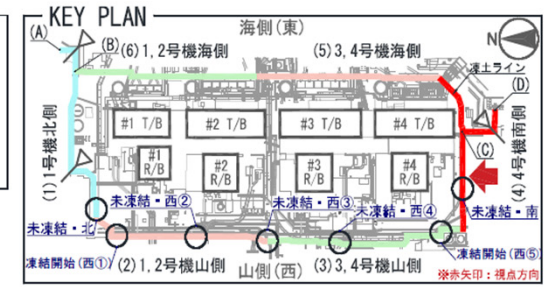 KEY PLAN
海側(東)
N
(A)
(B)
(6)1,2号機海側
(5)3,4号機海側
凍土ライン
(D)
#1 T/B
#2 T/B
#3 T/B
#4 T/B
(1)1号機北側
(C)
(4)4号機南側
#1
R/B
#2
R/B
#3
R/B
#4
R/B
未凍結・北
未凍結・西②
未凍結・西③
未凍結・西④
未凍結・南
凍結開始(西①)
(2)1,2号機山側
山側(西)
(3)3,4号機山側
凍結開始(西⑤)
※赤矢印：視点方向